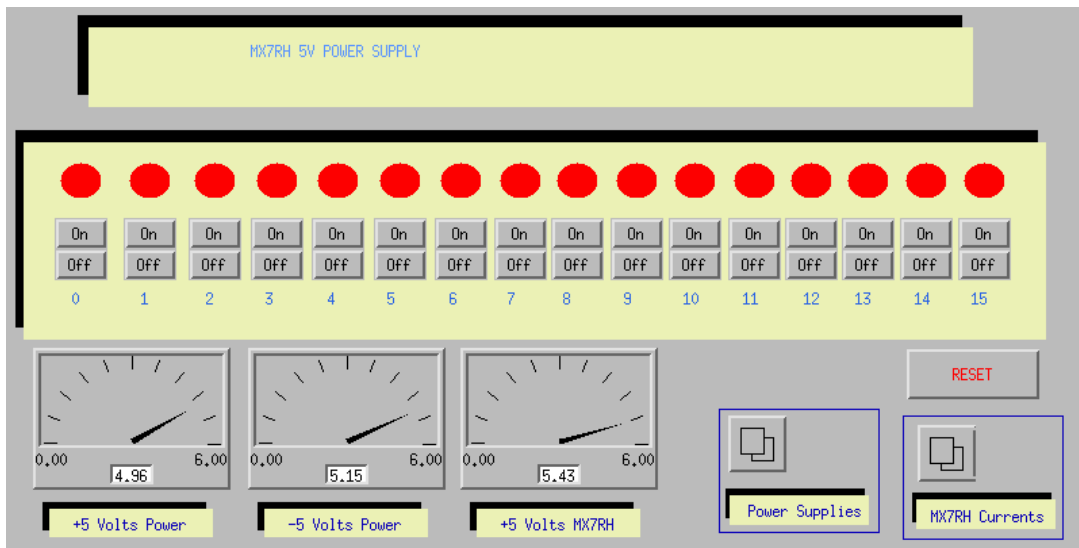 MX7RH 5V POWER SUPPLY
On On On On On On On On On On On On On On On On
Off Off Off Off Off Off Off Off Off Off Off Off Off Off Off Off
0 1 2 3 4 5 6 7 8 9 10 11 12 13 14 15
RESET
0.00 6.00 0.00 6.00 0.00 6.00
4.96 5.15 5.43
Power Supplies
MX7RH Currents
+5 Volts Power
-5 Volts Power
+5 Volts MX7RH